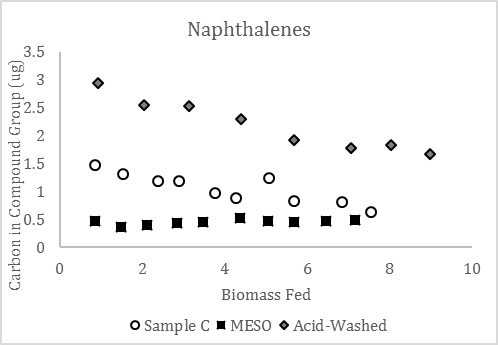 Naphthalenes
Carbon in Compound Group (ug)
3.5
3
2.5
2
1.5
1
0.5
0
0 2 4 6 8 10
Biomass Fed
Sample C MESO Acid-Washed